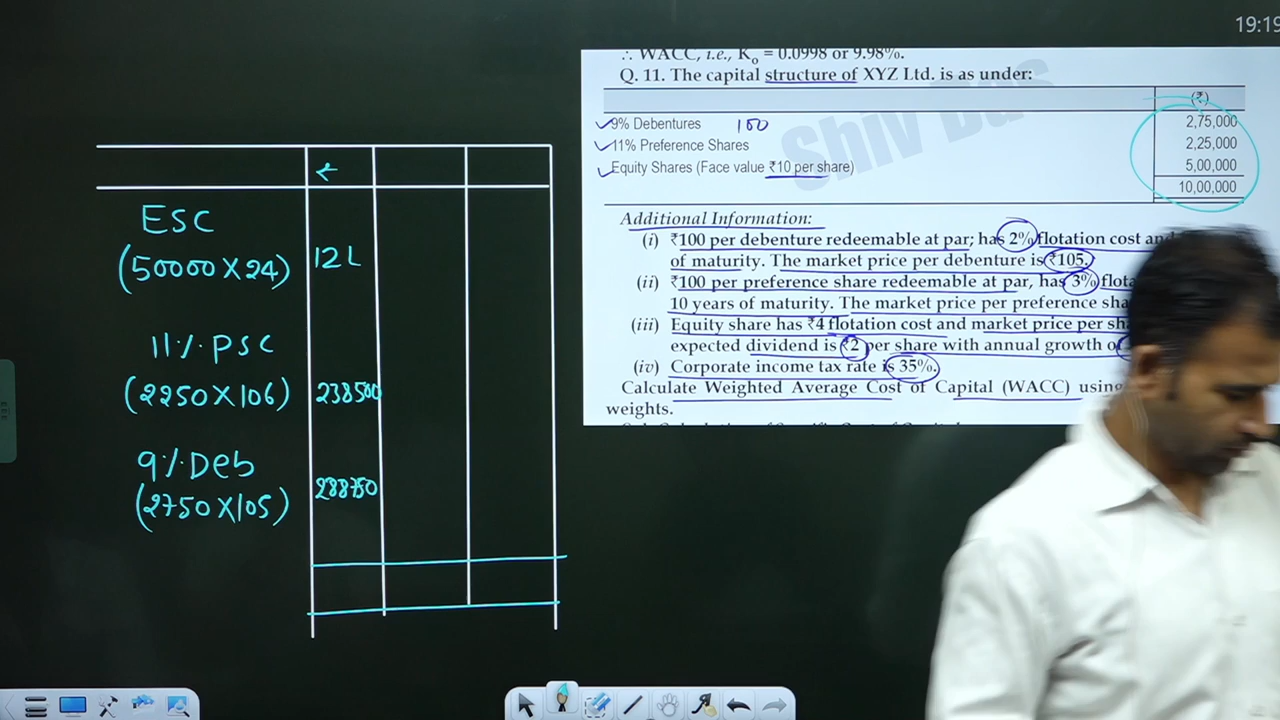 19:19
∴ WACC, i.e., Ko = 0.0998 or 9.98%.
Q. 11. The capital structure of XYZ Ltd. is as under:
(₹)
9% Debentures 100 2,75,000
11% Preference Shares 2,25,000
Equity Shares (Face value ₹10 per share) 5,00,000
10,00,000
Shiv Das
Additional Information:
(i) ₹100 per debenture redeemable at par; has 2% flotation cost and
of maturity. The market price per debenture is ₹105.
(ii) ₹100 per preference share redeemable at par, has 3%
10 years of maturity. The market price per preference
(iii) Equity share has ₹4 flotation cost and market price per
expected dividend is ₹2 per share with annual growth of
(iv) Corporate income tax rate is 35%.
Calculate Weighted Average Cost of Capital (WACC) using
weights.
ESC
(50000 X 24) 12 L
11% PSC
(2250 X 106) 238500
9% Deb
(2750 X 105) 288750